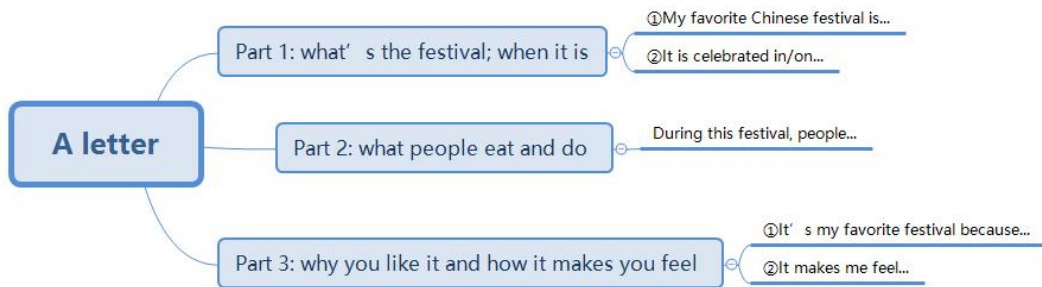 A letter
Part 1: what's the festival; when it is
①My favorite Chinese festival is...
②It is celebrated in/on...
Part 2: what people eat and do
During this festival, people...
Part 3: why you like it and how it makes you feel
①It's my favorite festival because...
②It makes me feel...